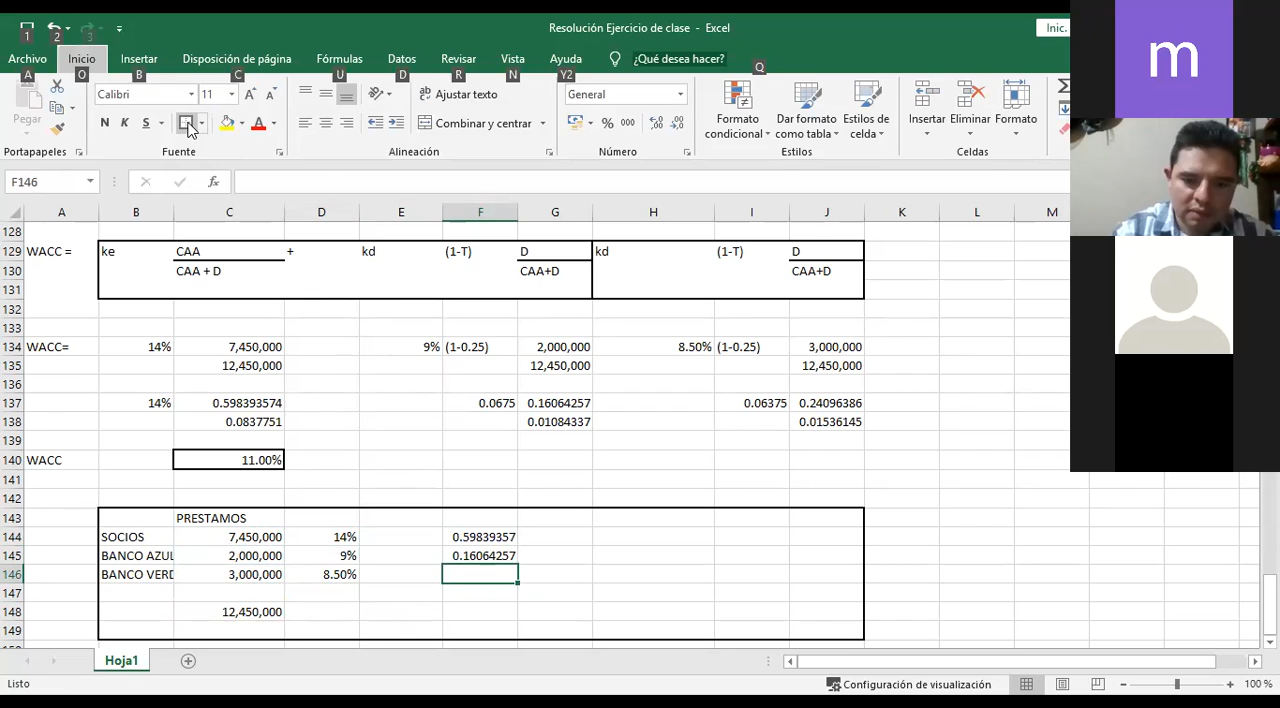 1 2 3
Resolución Ejercicio de clase - Excel
Inic.
Archivo Inicio Insertar Disposición de página Fórmulas Datos Revisar Vista Ayuda ¿Qué desea hacer?
A O B C U D R N Y2 Q
Pegar
Calibri 11
N K S
Ajustar texto
Combinar y centrar
General
% 000
Formato condicional
Dar formato como tabla
Estilos de celda
Insertar Eliminar Formato
Portapapeles Fuente Alineación Número Estilos Celdas
F146 fx
A B C D E F G H I J K L M
128
129 WACC = ke CAA + kd (1-T) D kd (1-T) D
130 CAA + D CAA+D CAA+D
131
132
133
134 WACC= 14% 7,450,000 9% (1-0.25) 2,000,000 8.50% (1-0.25) 3,000,000
135 12,450,000 12,450,000 12,450,000
136
137 14% 0.598393574 0.0675 0.16064257 0.06375 0.24096386
138 0.0837751 0.01084337 0.01536145
139
140 WACC 11.00%
141
142
143 PRESTAMOS
144 SOCIOS 7,450,000 14% 0.59839357
145 BANCO AZUL 2,000,000 9% 0.16064257
146 BANCO VERD 3,000,000 8.50%
147
148 12,450,000
149
Hoja1
Listo
Configuración de visualización
100 %
m